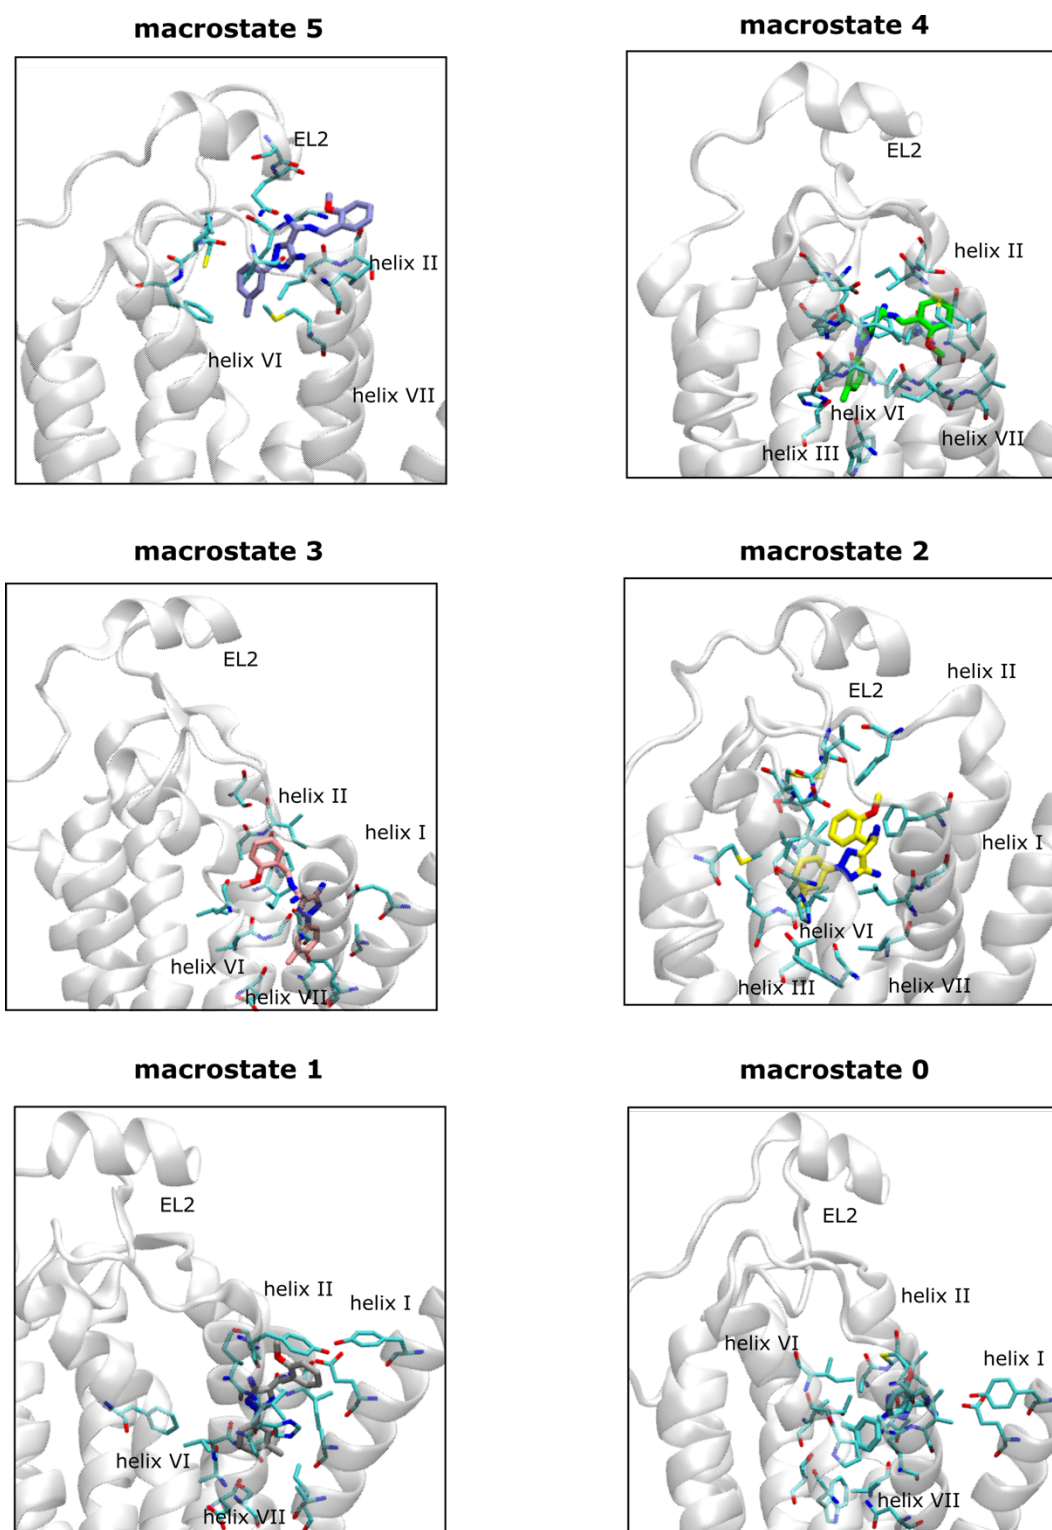 macrostate 5
EL2
helix II
helix VI
helix VII
macrostate 4
EL2
helix II
helix VI
helix VII
helix III
macrostate 3
EL2
helix II
helix I
helix VI
helix VII
macrostate 2
helix II
EL2
helix I
helix VI
helix III
helix VII
macrostate 1
EL2
helix II
helix I
helix VI
helix VII
macrostate 0
EL2
helix II
helix VI
helix I
helix VII